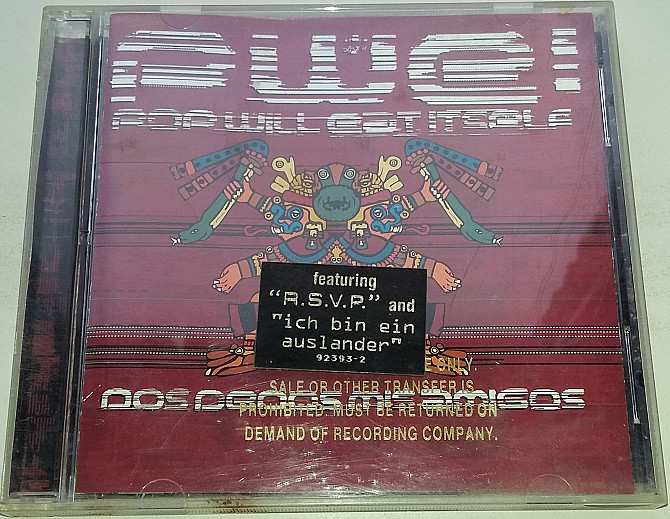 PWEI
POP WILL EAT ITSELF
featuring
"R.S.V.P." and
"ich bin ein
auslander"
92393-2
ONLY.
SALE OR OTHER TRANSFER IS
DOS DEDOS MIS AMIGOS
PROHIBITED. MUST BE RETURNED ON
DEMAND OF RECORDING COMPANY.